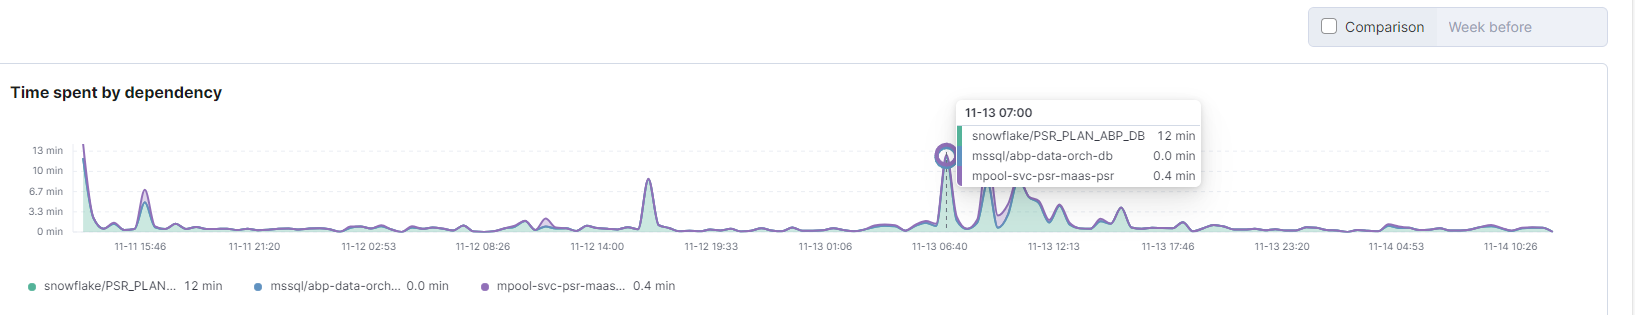 Comparison Week before
Time spent by dependency
11-13 07:00
snowflake/PSR_PLAN_ABP_DB 12 min
mssql/abp-data-orch-db 0.0 min
mpool-svc-psr-maas-psr 0.4 min
13 min
10 min
6.7 min
3.3 min
0 min
11-11 15:46 11-11 21:20 11-12 02:53 11-12 08:26 11-12 14:00 11-12 19:33 11-13 01:06 11-13 06:40 11-13 12:13 11-13 17:46 11-13 23:20 11-14 04:53 11-14 10:26
snowflake/PSR_PLAN... 12 min mssql/abp-data-orch... 0.0 min mpool-svc-psr-maas... 0.4 min